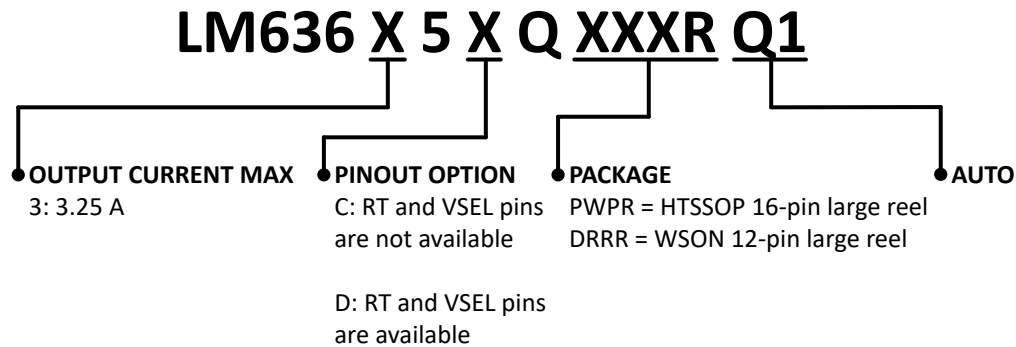 LM636 X 5 X Q XXXR Q1
OUTPUT CURRENT MAX
3: 3.25 A
PINOUT OPTION
C: RT and VSEL pins
are not available
D: RT and VSEL pins
are available
PACKAGE
PWPR = HTSSOP 16-pin large reel
DRRR = WSON 12-pin large reel
AUTO